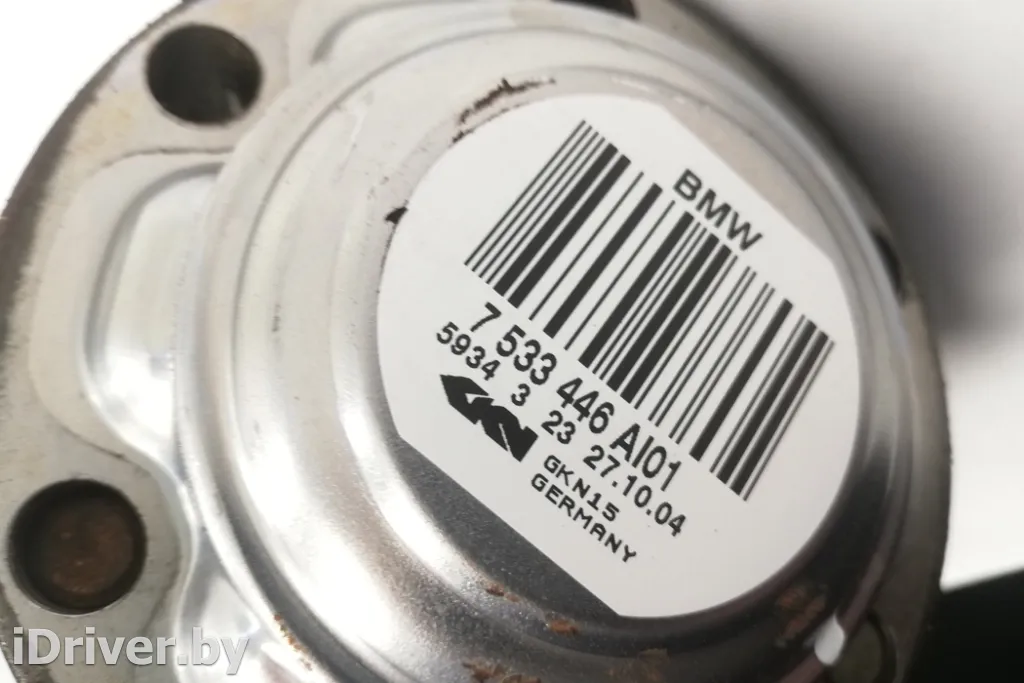 BMW
7 533 446 AI01
5934 3 23 27.10.04
GKN
GKN15
GERMANY
iDriver.by